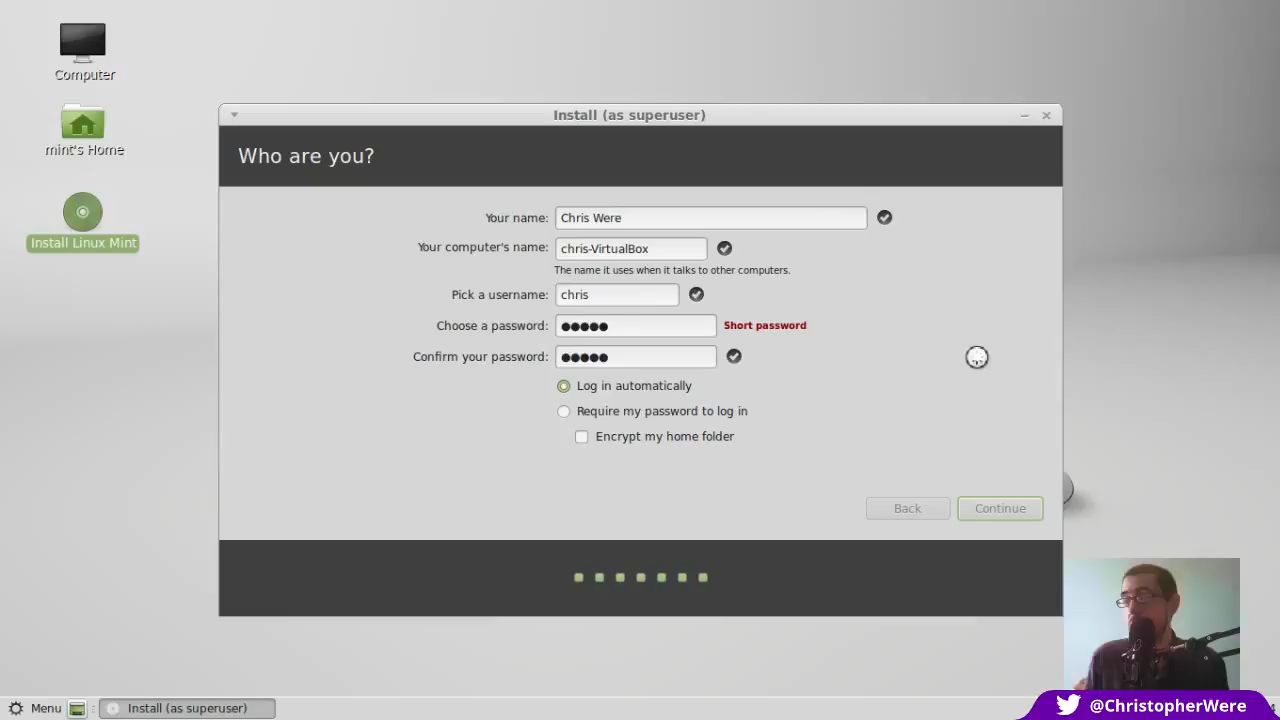 Computer
mint's Home
Install Linux Mint
Install (as superuser)
Who are you?
Your name: Chris Were
Your computer's name: chris-VirtualBox
The name it uses when it talks to other computers.
Pick a username: chris
Choose a password: ●●●●● Short password
Confirm your password: ●●●●●
Log in automatically
Require my password to log in
Encrypt my home folder
Back Continue
Menu Install (as superuser)
@ChristopherWere